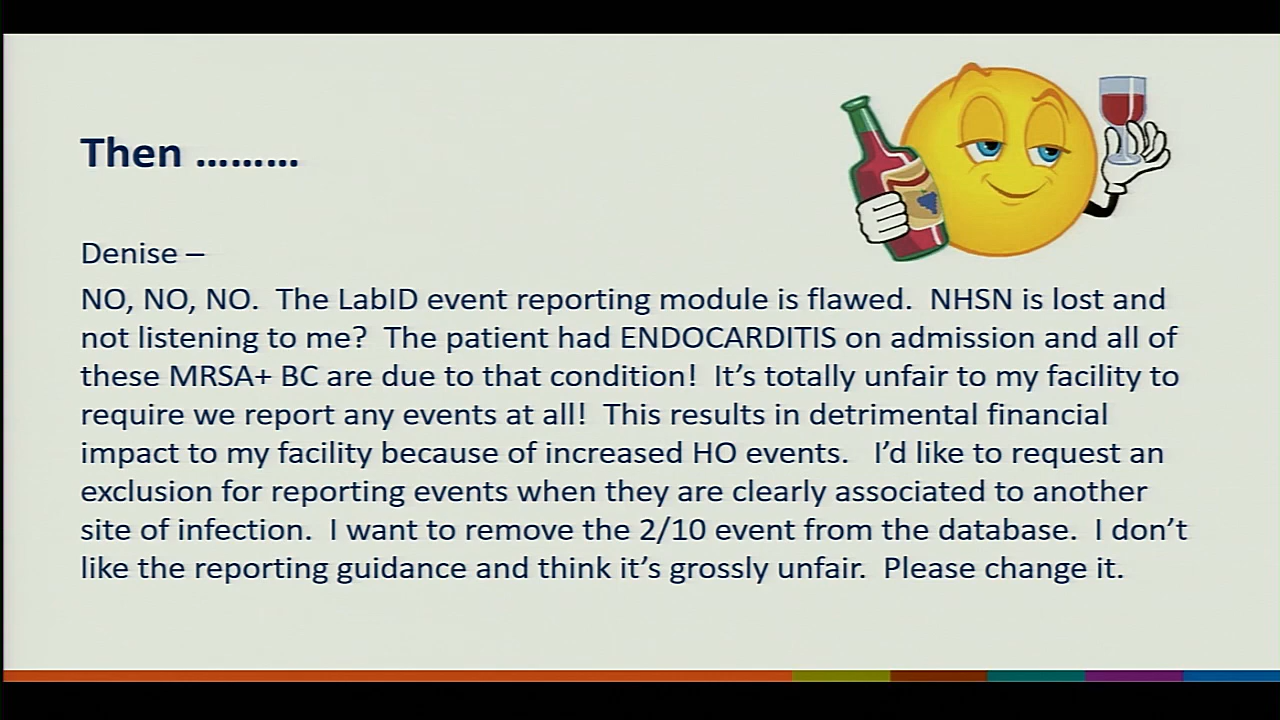 Then .........
Denise –
NO, NO, NO.  The LabID event reporting module is flawed.  NHSN is lost and
not listening to me?  The patient had ENDOCARDITIS on admission and all of
these MRSA+ BC are due to that condition!  It’s totally unfair to my facility to
require we report any events at all!  This results in detrimental financial
impact to my facility because of increased HO events.   I’d like to request an
exclusion for reporting events when they are clearly associated to another
site of infection.  I want to remove the 2/10 event from the database.  I don’t
like the reporting guidance and think it’s grossly unfair.  Please change it.